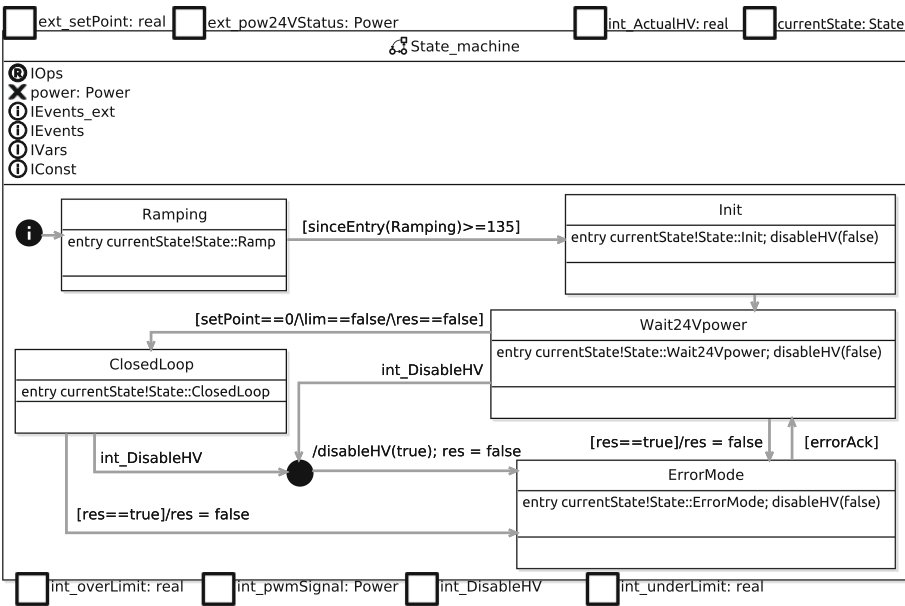 ext_setPoint: real
ext_pow24VStatus: Power
int_ActualHV: real
currentState: State
State_machine
R IOps
power: Power
i IEvents_ext
i IEvents
I IVars
i IConst
i
Ramping
entry currentState!State::Ramp
[sinceEntry(Ramping)>=135]
Init
entry currentState!State::Init; disableHV(false)
[setPoint==0/\lim==false/\res==false]
Wait24Vpower
entry currentState!State::Wait24Vpower; disableHV(false)
ClosedLoop
entry currentState!State::ClosedLoop
int_DisableHV
[res==true]/res = false
[errorAck]
int_DisableHV
/disableHV(true); res = false
ErrorMode
entry currentState!State::ErrorMode; disableHV(false)
[res==true]/res = false
int_overLimit: real
int_pwmSignal: Power
int_DisableHV
int_underLimit: real